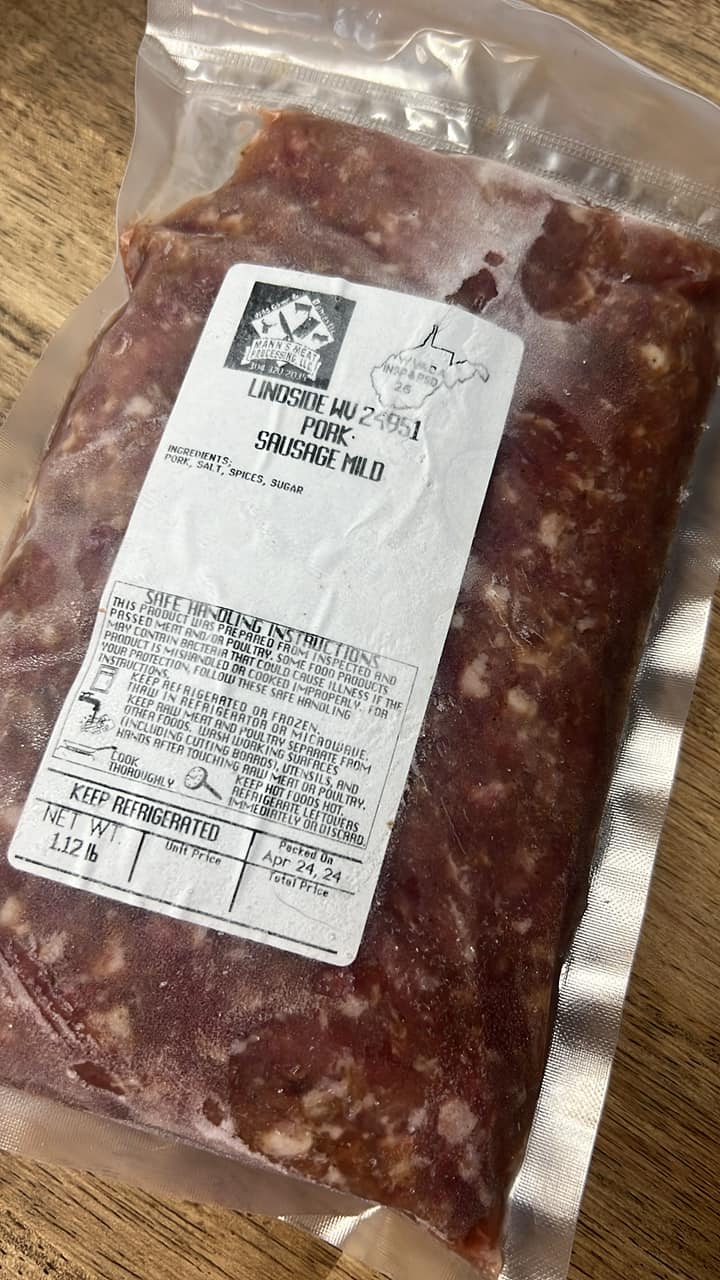 Wild Game
MANN'S MEAT
PROCESSING LLC
304 320 2035
INSP & PSD
26
LINDSIDE WV 24951
PORK
SAUSAGE MILD
INGREDIENTS:
PORK, SALT, SPICES, SUGAR
SAFE HANDLING INSTRUCTIONS
THIS PRODUCT WAS PREPARED FROM INSPECTED AND
PASSED MEAT AND/OR POULTRY. SOME FOOD PRODUCTS
MAY CONTAIN BACTERIA THAT COULD CAUSE ILLNESS IF THE
PRODUCT IS MISHANDLED OR COOKED IMPROPERLY. FOR
YOUR PROTECTION, FOLLOW THESE SAFE HANDLING
INSTRUCTIONS.
KEEP REFRIGERATED OR FROZEN.
THAW IN REFRIGERATOR OR MICROWAVE.
KEEP RAW MEAT AND POULTRY SEPARATE FROM
OTHER FOODS. WASH WORKING SURFACES
(INCLUDING CUTTING BOARDS), UTENSILS, AND
HANDS AFTER TOUCHING RAW MEAT OR POULTRY.
COOK
THOROUGHLY
KEEP HOT FOODS HOT.
REFRIGERATE LEFTOVERS
IMMEDIATELY OR DISCARD.
KEEP REFRIGERATED
NET WT.
1.12 lb
Unit Price
Packed On
Apr 24, 24
Total Price